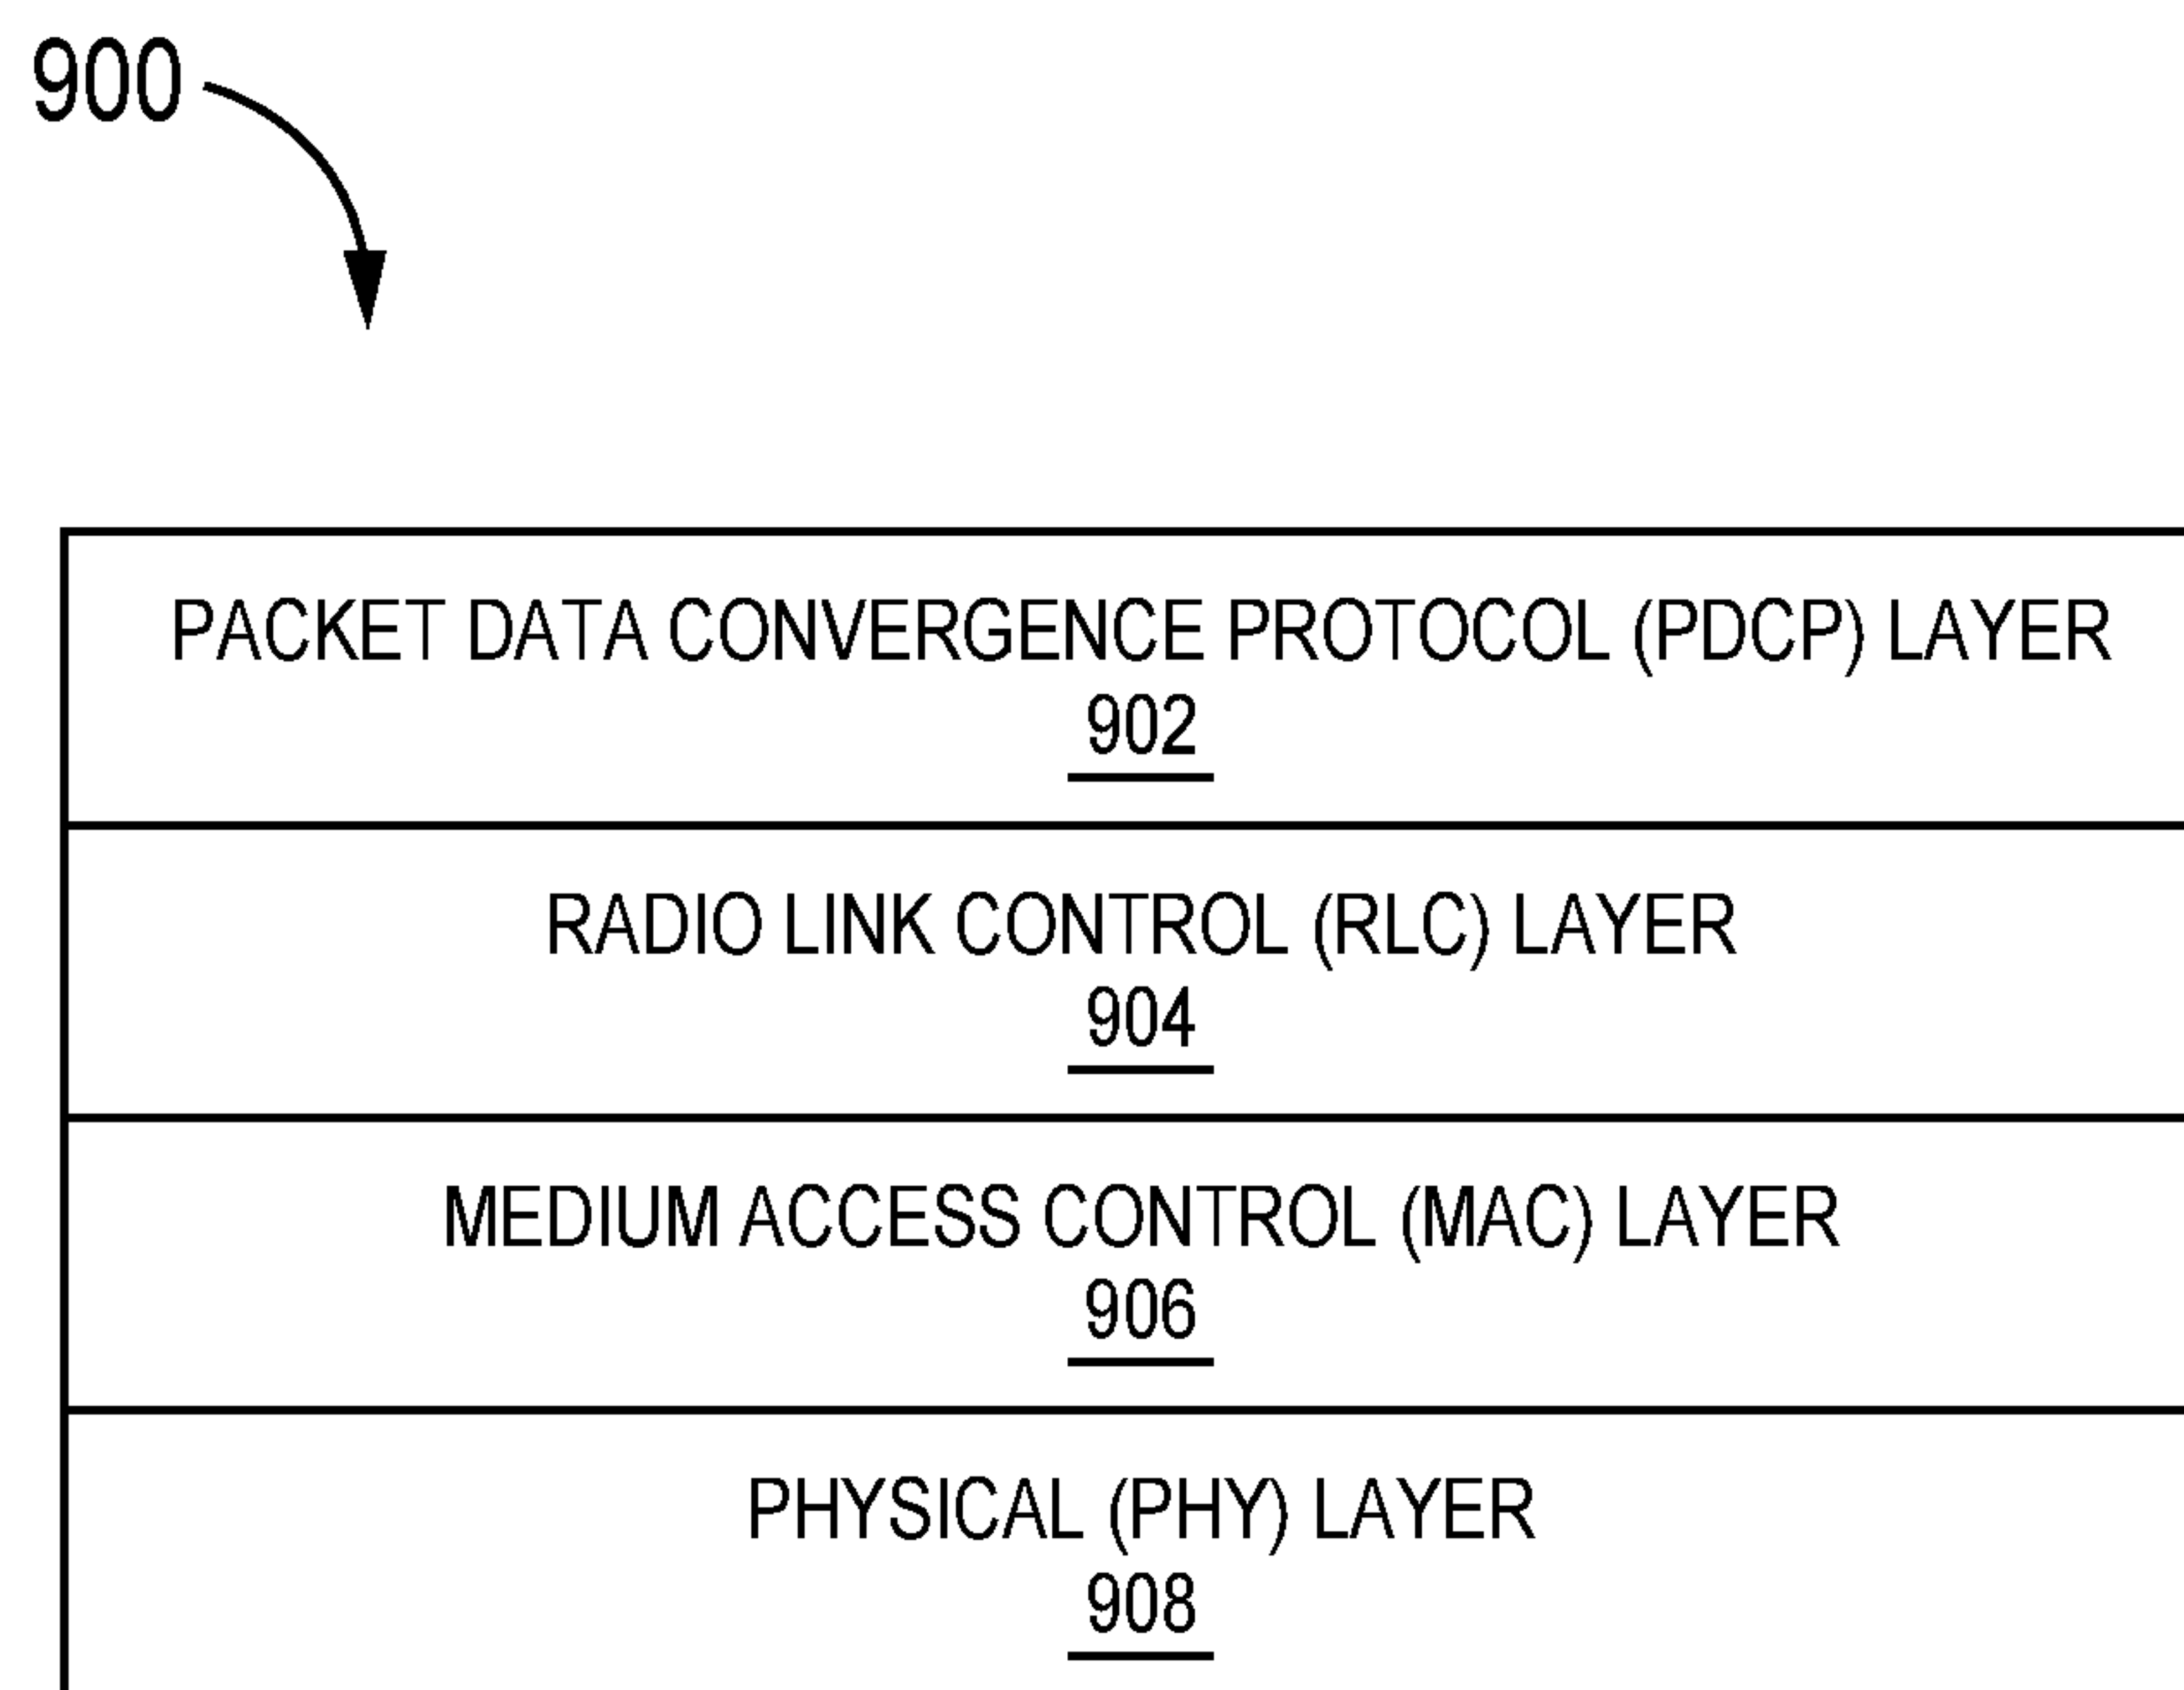 900
PACKET DATA CONVERGENCE PROTOCOL (PDCP) LAYER
902
RADIO LINK CONTROL (RLC) LAYER
904
MEDIUM ACCESS CONTROL (MAC) LAYER
906
PHYSICAL (PHY) LAYER
908